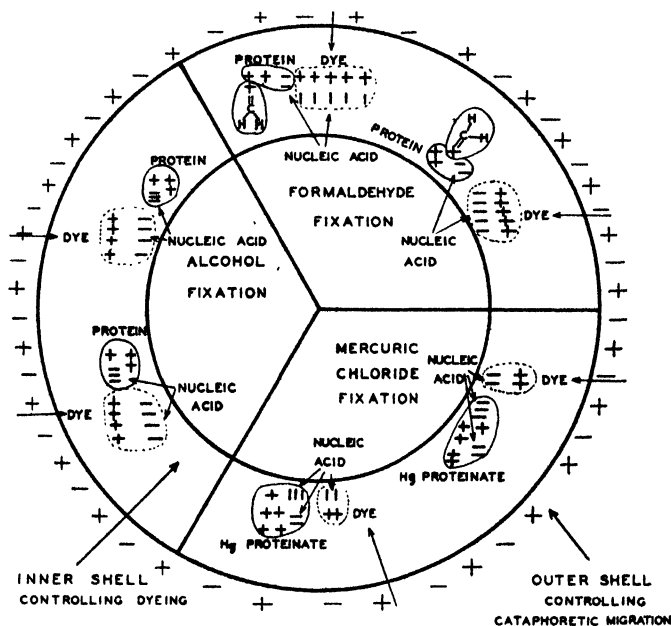 PROTEIN
DYE
NUCLEIC ACID
FORMALDEHYDE
FIXATION
PROTEIN
C
H
H
NUCLEIC
ACID
DYE
C
H H
PROTEIN
DYE
NUCLEIC ACID
ALCOHOL
FIXATION
PROTEIN
NUCLEIC
ACID
DYE
MERCURIC
CHLORIDE
FIXATION
NUCLEIC
ACID
DYE
Hg PROTEINATE
NUCLEIC
ACID
DYE
Hg PROTEINATE
INNER SHELL
CONTROLLING DYEING
OUTER SHELL
CONTROLLING
CATAPHORETIC MIGRATION